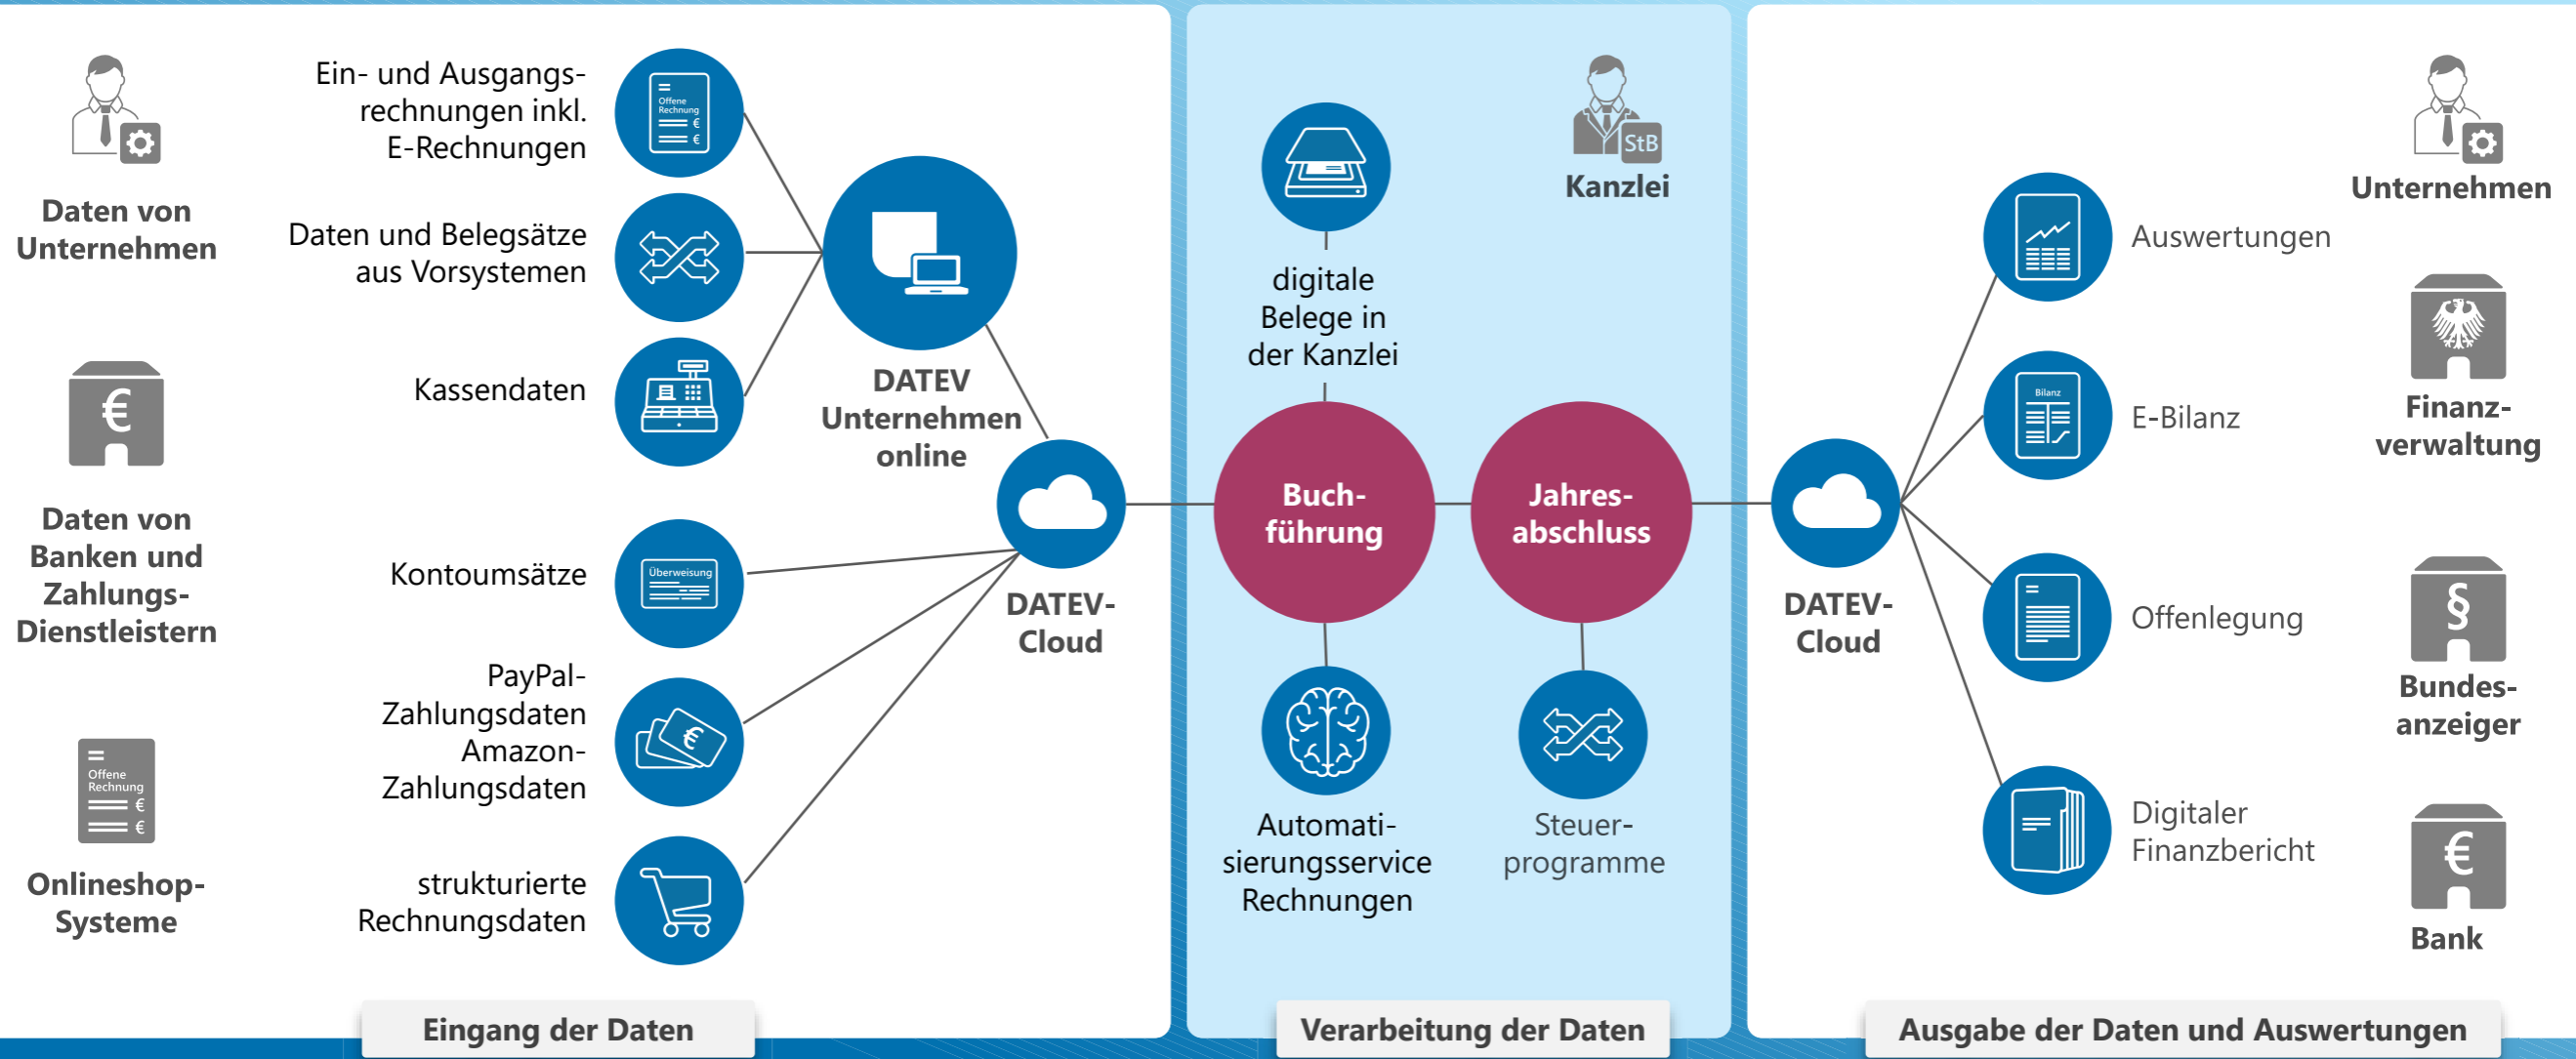 Daten von
Unternehmen
€
Daten von
Banken und
Zahlungs-
Dienstleistern
Offene
Rechnung
€
€
Onlineshop-
Systeme
Ein- und Ausgangs-
rechnungen inkl.
E-Rechnungen
Offene
Rechnung
€
€
Daten und Belegsätze
aus Vorsystemen
Kassendaten
Kontoumsätze
Überweisung
PayPal-
Zahlungsdaten
Amazon-
Zahlungsdaten
€
strukturierte
Rechnungsdaten
DATEV
Unternehmen
online
DATEV-
Cloud
Eingang der Daten
digitale
Belege in
der Kanzlei
StB
Kanzlei
Buch-
führung
Jahres-
abschluss
Automati-
sierungsservice
Rechnungen
Steuer-
programme
Verarbeitung der Daten
DATEV-
Cloud
Auswertungen
Bilanz
E-Bilanz
Offenlegung
Digitaler
Finanzbericht
Unternehmen
Finanz-
verwaltung
§
Bundes-
anzeiger
€
Bank
Ausgabe der Daten und Auswertungen